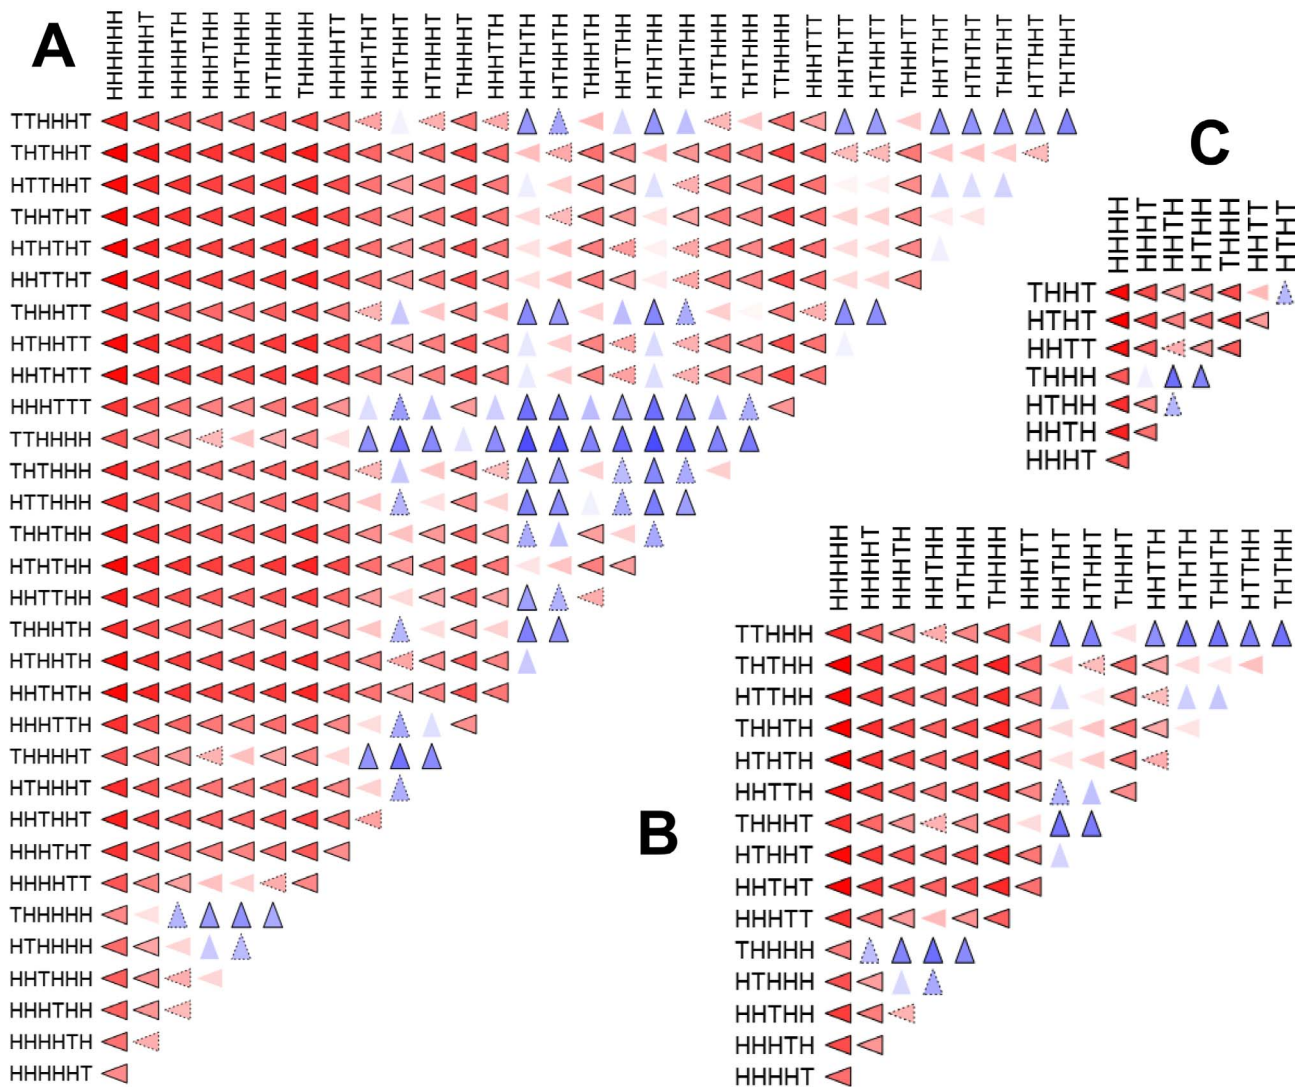 A
HHHHHH
HHHHHT
HHHHTH
HHHTHH
HHTHHH
HTHHHH
THHHHH
HHHHTT
HHHTHT
HHTHHT
HTHHHT
THHHHT
HHHTTH
HHTHTH
HTHHTH
THHHTH
HHTTHH
HTHTHH
THHTHH
HTTHHH
THTHHH
TTHHHH
HHHTTT
HHTHTT
HTHHTT
THHHTT
HHTTHT
HTHTHT
THHTHT
HTTHHT
THTHHT
TTHHHT
THTHHT
HTTHHT
THHTHT
HTHTHT
HHTTHT
THHHTT
HTHHTT
HHTHTT
HHHTTT
TTHHHH
THTHHH
HTTHHH
THHTHH
HTHTHH
HHTTHH
THHHTH
HTHHTH
HHTHTH
HHHTTH
THHHHT
HTHHHT
HHTHHT
HHHTHT
HHHHTT
THHHHH
HTHHHH
HHTHHH
HHHTHH
HHHHTH
HHHHHT
C
HHHH
HHHT
HHTH
HTHH
THHH
HHTT
HTHT
THHT
HTHT
HHTT
THHH
HTHH
HHTH
HHHT
B
HHHHH
HHHHT
HHHTH
HHTHH
HTHHH
THHHH
HHHTT
HHTHT
HTHHT
THHHT
HHTTH
HTHTH
THHTH
HTTHH
THTHH
TTHHH
THTHH
HTTHH
THHTH
HTHTH
HHTTH
THHHT
HTHHT
HHTHT
HHHTT
THHHH
HTHHH
HHTHH
HHHTH
HHHHT